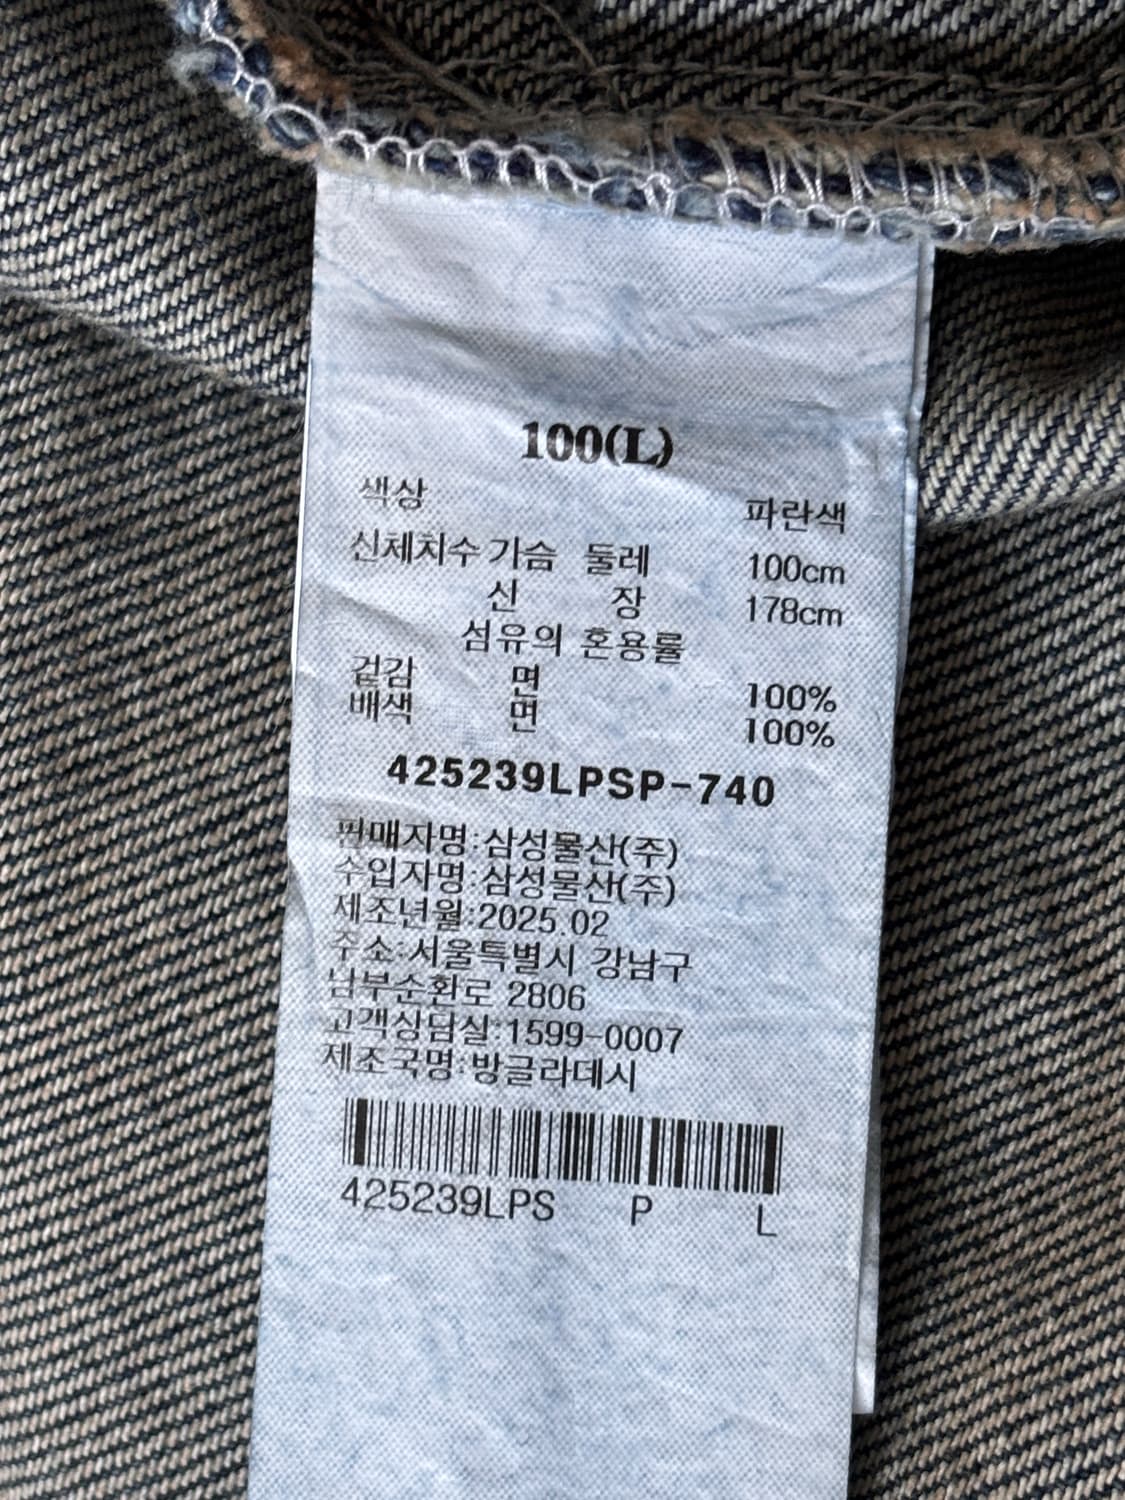 100(L)
색상 파란색
신체치수 가슴 둘레 100cm
신 장 178cm
섬유의 혼용률
겉감 면 100%
배색 면 100%
425239LPSP-740
판매자명:삼성물산(주)
수입자명:삼성물산(주)
제조년월:2025.02
주소:서울특별시 강남구
남부순환로 2806
고객상담실:1599-0007
제조국명:방글라데시
425239LPS P L